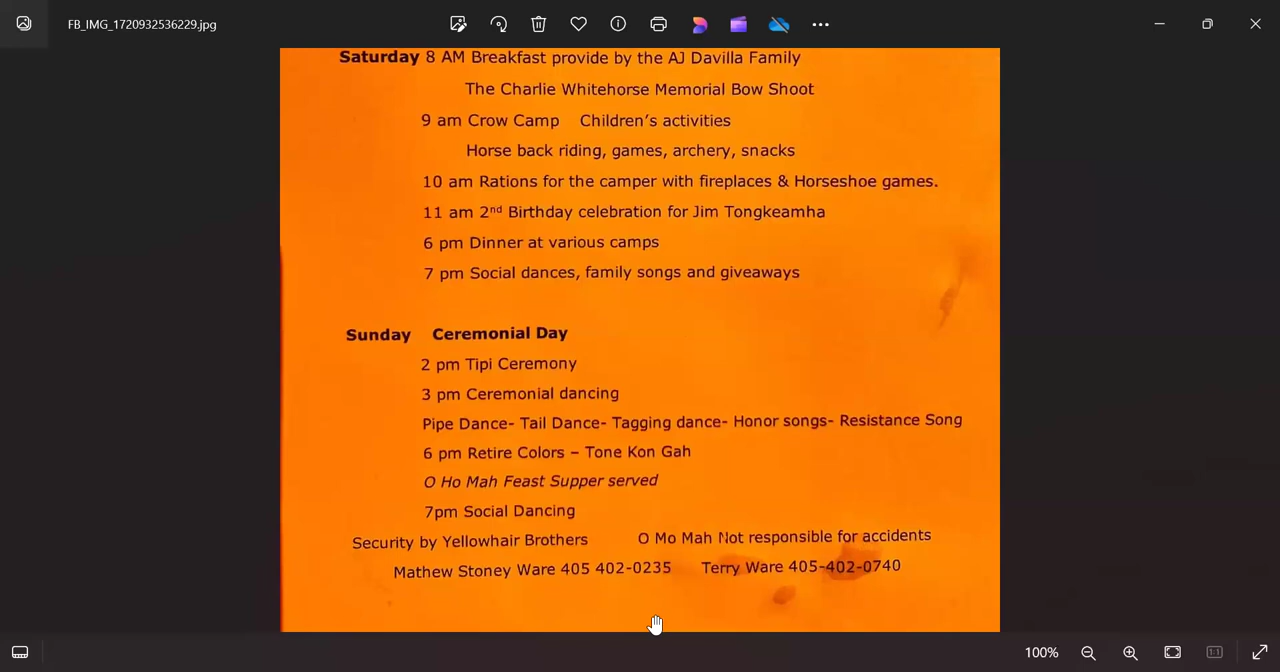 FB_IMG_1720932536229.jpg
Saturday 8 AM Breakfast provide by the AJ Davilla Family
The Charlie Whitehorse Memorial Bow Shoot
9 am Crow Camp Children's activities
Horse back riding, games, archery, snacks
10 am Rations for the camper with fireplaces & Horseshoe games.
11 am 2nd Birthday celebration for Jim Tongkeamha
6 pm Dinner at various camps
7 pm Social dances, family songs and giveaways
Sunday Ceremonial Day
2 pm Tipi Ceremony
3 pm Ceremonial dancing
Pipe Dance- Tail Dance- Tagging dance- Honor songs- Resistance Song
6 pm Retire Colors – Tone Kon Gah
O Ho Mah Feast Supper served
7pm Social Dancing
Security by Yellowhair Brothers O Mo Mah Not responsible for accidents
Mathew Stoney Ware 405 402-0235 Terry Ware 405-402-0740
100%